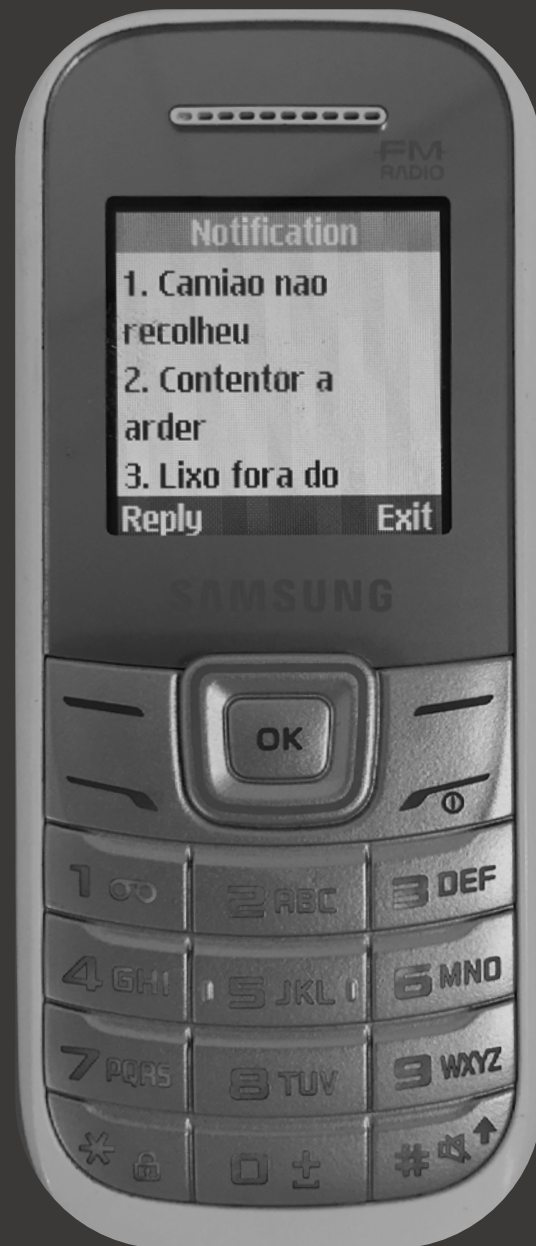 FM
RADIO
Notification
1. Camiao nao
recolheu
2. Contentor a
arder
3. Lixo fora do
Reply Exit
SAMSUNG
OK
1 2 ABC 3 DEF
4 GHI 5 JKL 6 MNO
7 PQRS 8 TUV 9 WXYZ
* 0 ± #